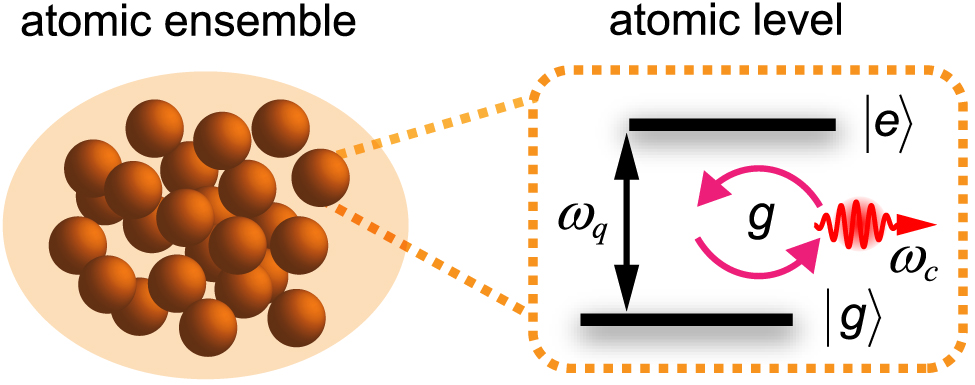 atomic ensemble
atomic level
|e⟩
ω_q
g
ω_c
|g⟩